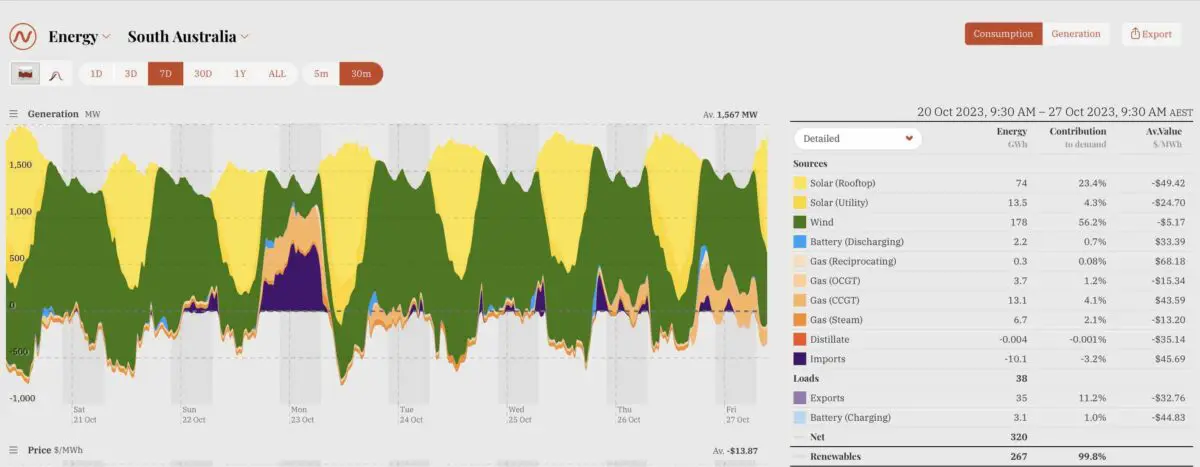 Energy South Australia
Consumption Generation Export
1D 3D 7D 30D 1Y ALL 5m 30m
Generation MW Av. 1,567 MW
1,500
1,000
500
0
-500
-1,000
Sat Sun Mon Tue Wed Thu Fri
21 Oct 22 Oct 23 Oct 24 Oct 25 Oct 26 Oct 27 Oct
Price $/MWh Av. -$13.87
20 Oct 2023, 9:30 AM – 27 Oct 2023, 9:30 AM AEST
Detailed Energy Contribution Av.Value
GWh to demand $/MWh
Sources
Solar (Rooftop) 74 23.4% -$49.42
Solar (Utility) 13.5 4.3% -$24.70
Wind 178 56.2% -$5.17
Battery (Discharging) 2.2 0.7% $33.39
Gas (Reciprocating) 0.3 0.08% $68.18
Gas (OCGT) 3.7 1.2% -$15.34
Gas (CCGT) 13.1 4.1% $43.59
Gas (Steam) 6.7 2.1% -$13.20
Distillate -0.004 -0.001% -$35.14
Imports -10.1 -3.2% $45.69
Loads 38
Exports 35 11.2% -$32.76
Battery (Charging) 3.1 1.0% -$44.83
Net 320
Renewables 267 99.8%